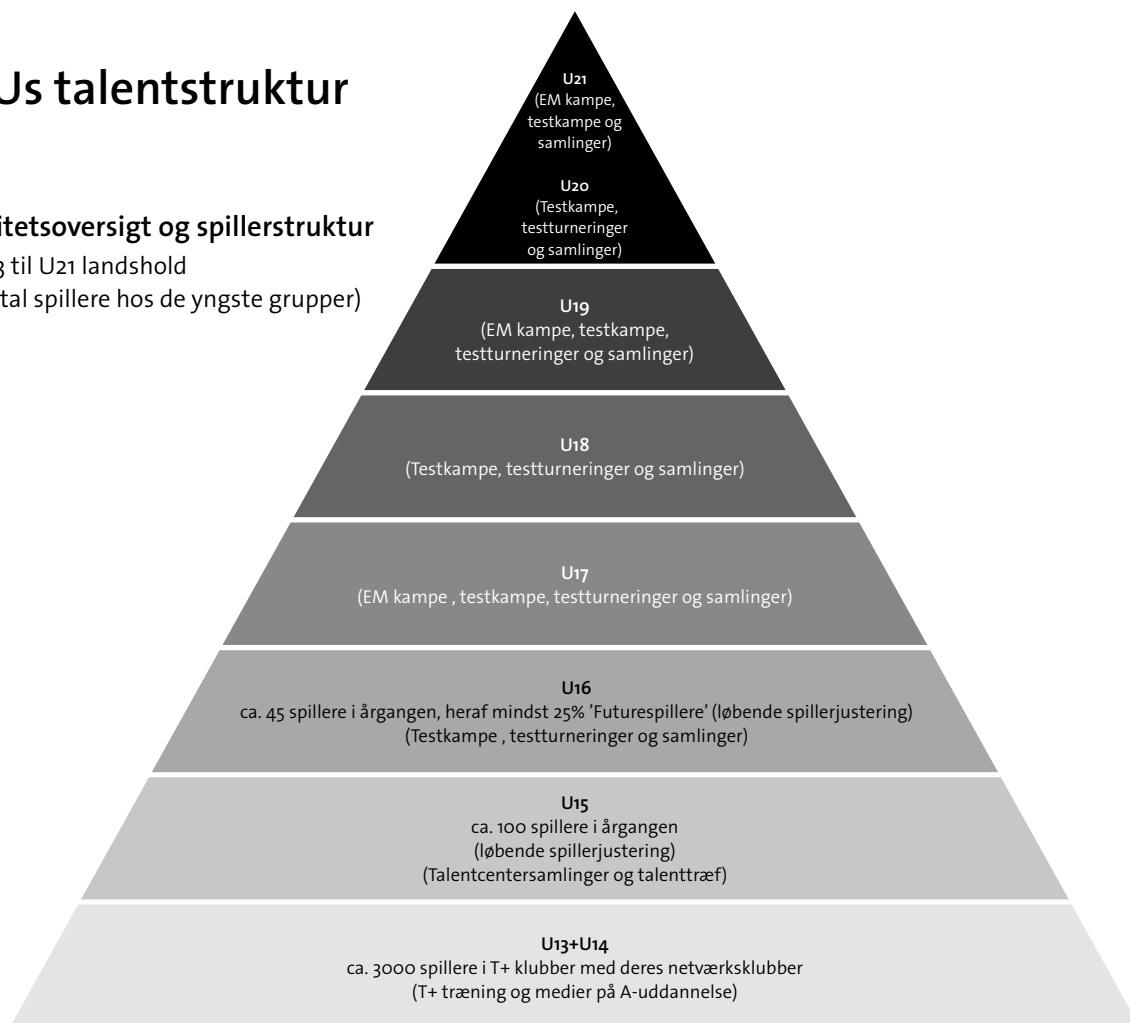 Us talentstruktur
itetsoversigt og spillerstruktur
3 til U21 landshold
tal spillere hos de yngste grupper)
U21
(EM kampe,
testkampe og
samlinger)
U20
(Testkampe,
testturneringer
og samlinger)
U19
(EM kampe, testkampe,
testturneringer og samlinger)
U18
(Testkampe, testturneringer og samlinger)
U17
(EM kampe , testkampe, testturneringer og samlinger)
U16
ca. 45 spillere i årgangen, heraf mindst 25% ’Futurespillere’ (løbende spillerjustering)
(Testkampe , testturneringer og samlinger)
U15
ca. 100 spillere i årgangen
(løbende spillerjustering)
(Talentcentersamlinger og talenttræf)
U13+U14
ca. 3000 spillere i T+ klubber med deres netværksklubber
(T+ træning og medier på A-uddannelse)